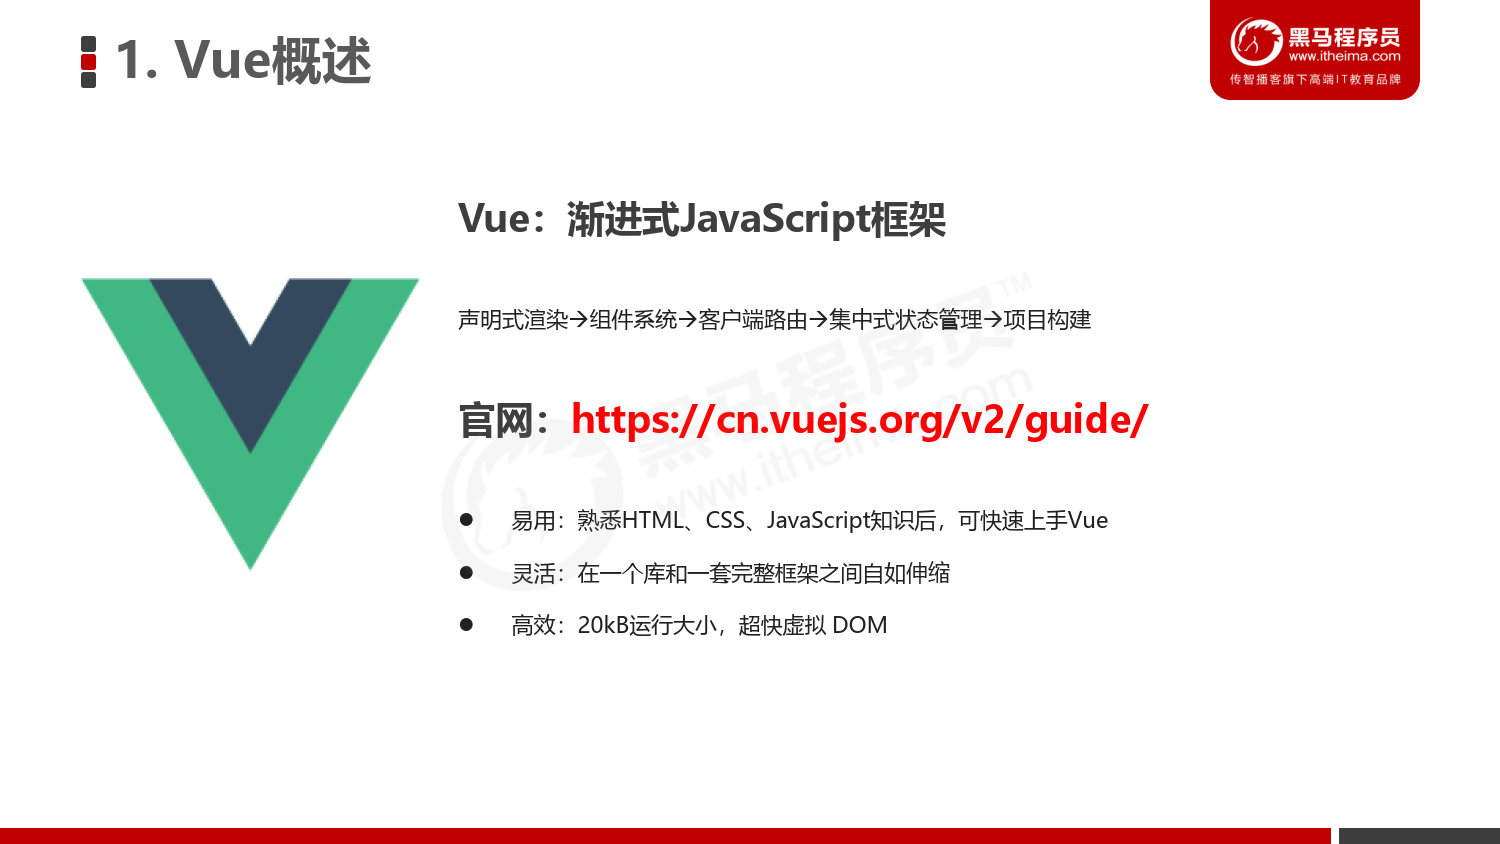 1. Vue概述
黑马程序员
www.itheima.com
传智播客旗下高端IT教育品牌
Vue：渐进式JavaScript框架
声明式渲染→组件系统→客户端路由→集中式状态管理→项目构建
官网：https://cn.vuejs.org/v2/guide/
● 易用：熟悉HTML、CSS、JavaScript知识后，可快速上手Vue
● 灵活：在一个库和一套完整框架之间自如伸缩
● 高效：20kB运行大小，超快虚拟 DOM
黑马程序员™
www.itheima.com